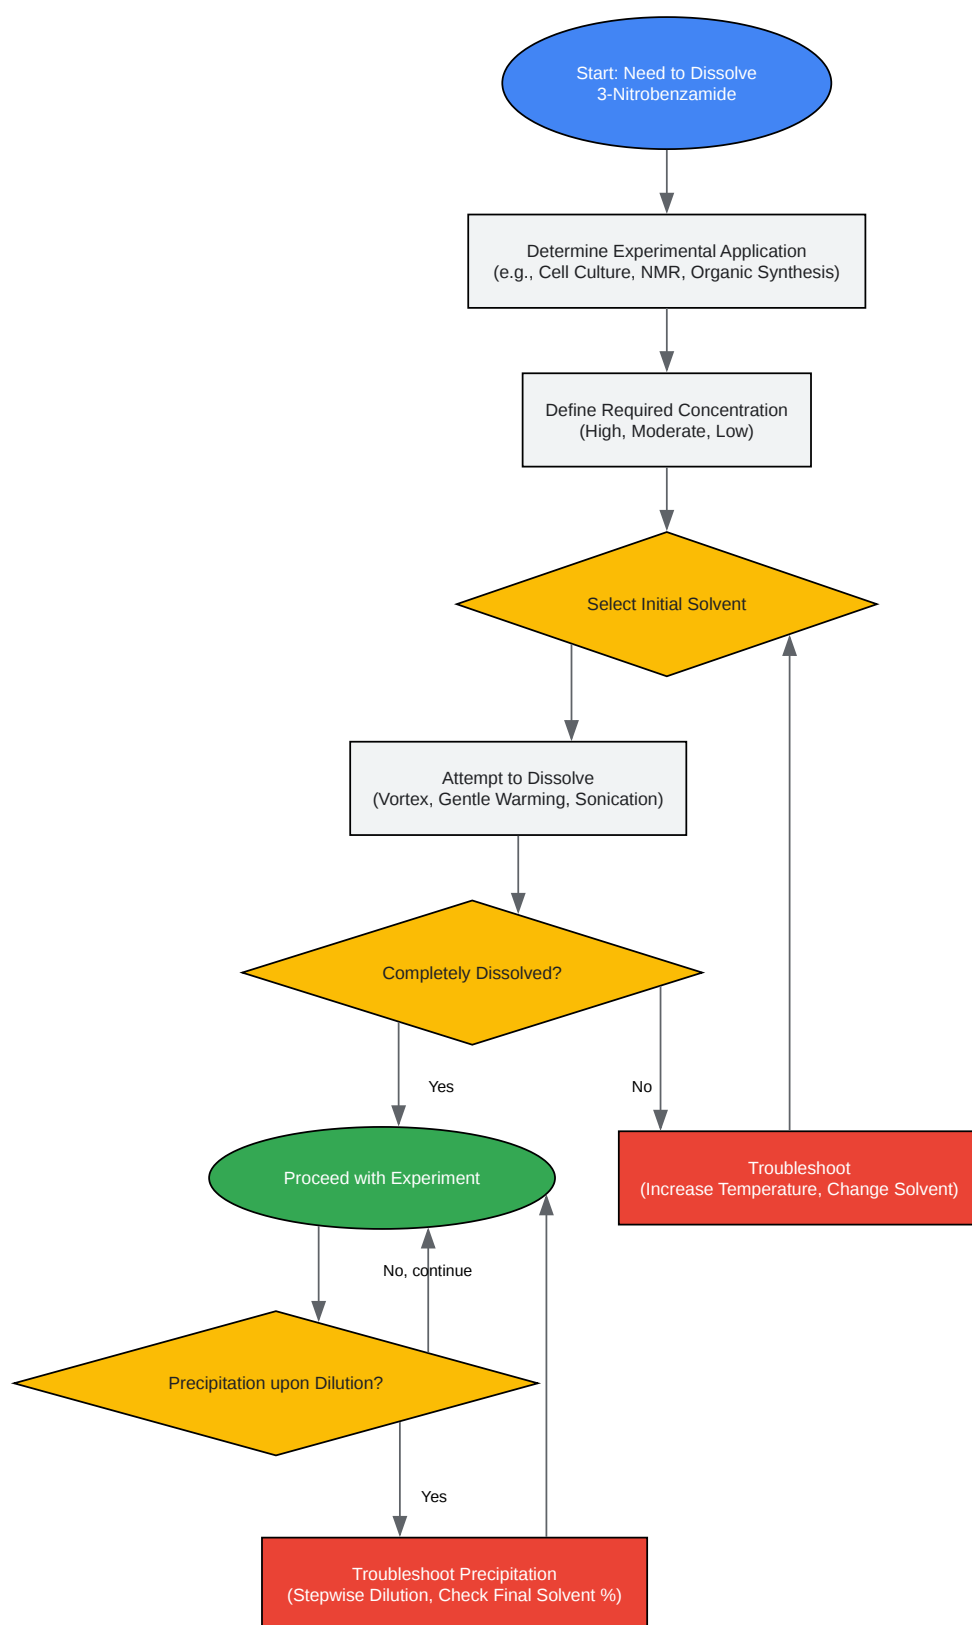 Start: Need to Dissolve
3-Nitrobenzamide
Determine Experimental Application
(e.g., Cell Culture, NMR, Organic Synthesis)
Define Required Concentration
(High, Moderate, Low)
Select Initial Solvent
Attempt to Dissolve
(Vortex, Gentle Warming, Sonication)
Completely Dissolved?
Yes
No
Proceed with Experiment
Troubleshoot
(Increase Temperature, Change Solvent)
No, continue
Precipitation upon Dilution?
Yes
Troubleshoot Precipitation
(Stepwise Dilution, Check Final Solvent %)